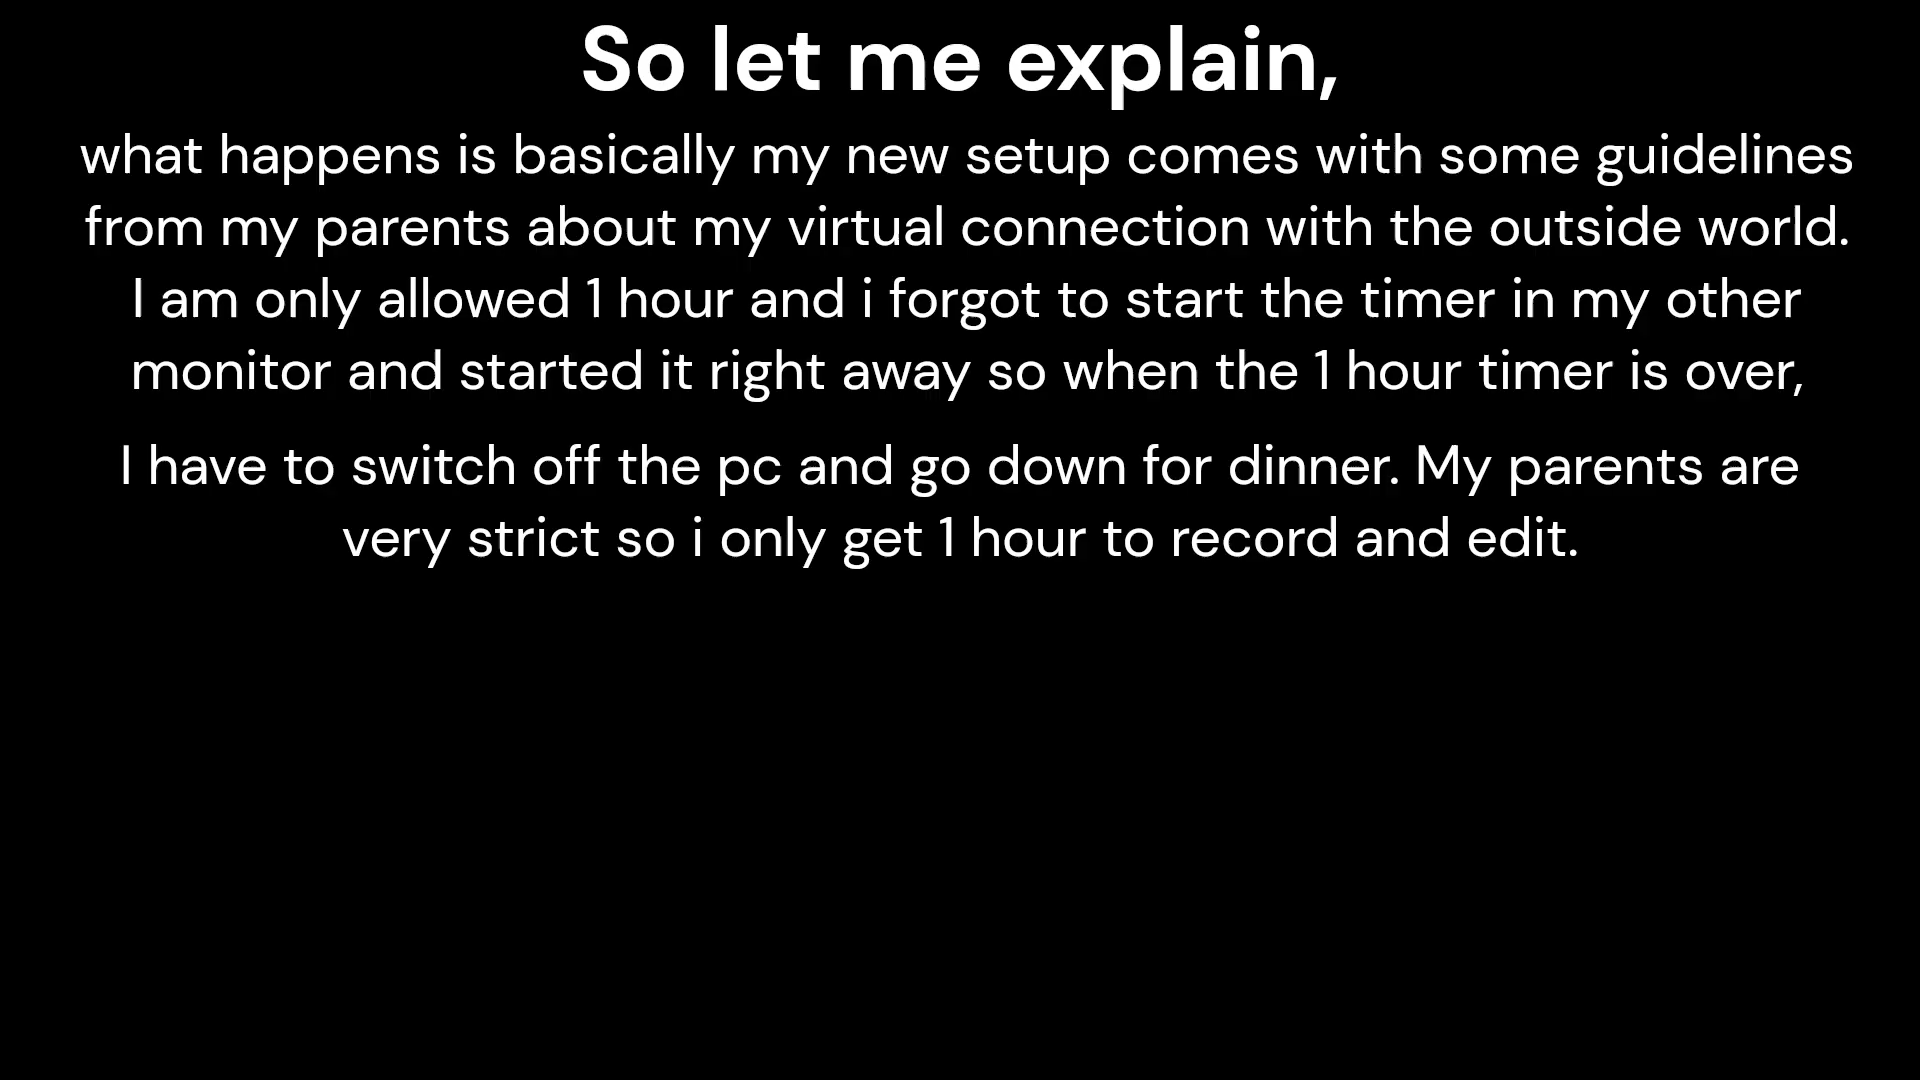 So let me explain,
what happens is basically my new setup comes with some guidelines
from my parents about my virtual connection with the outside world.
I am only allowed 1 hour and i forgot to start the timer in my other
monitor and started it right away so when the 1 hour timer is over,
I have to switch off the pc and go down for dinner. My parents are
very strict so i only get 1 hour to record and edit.